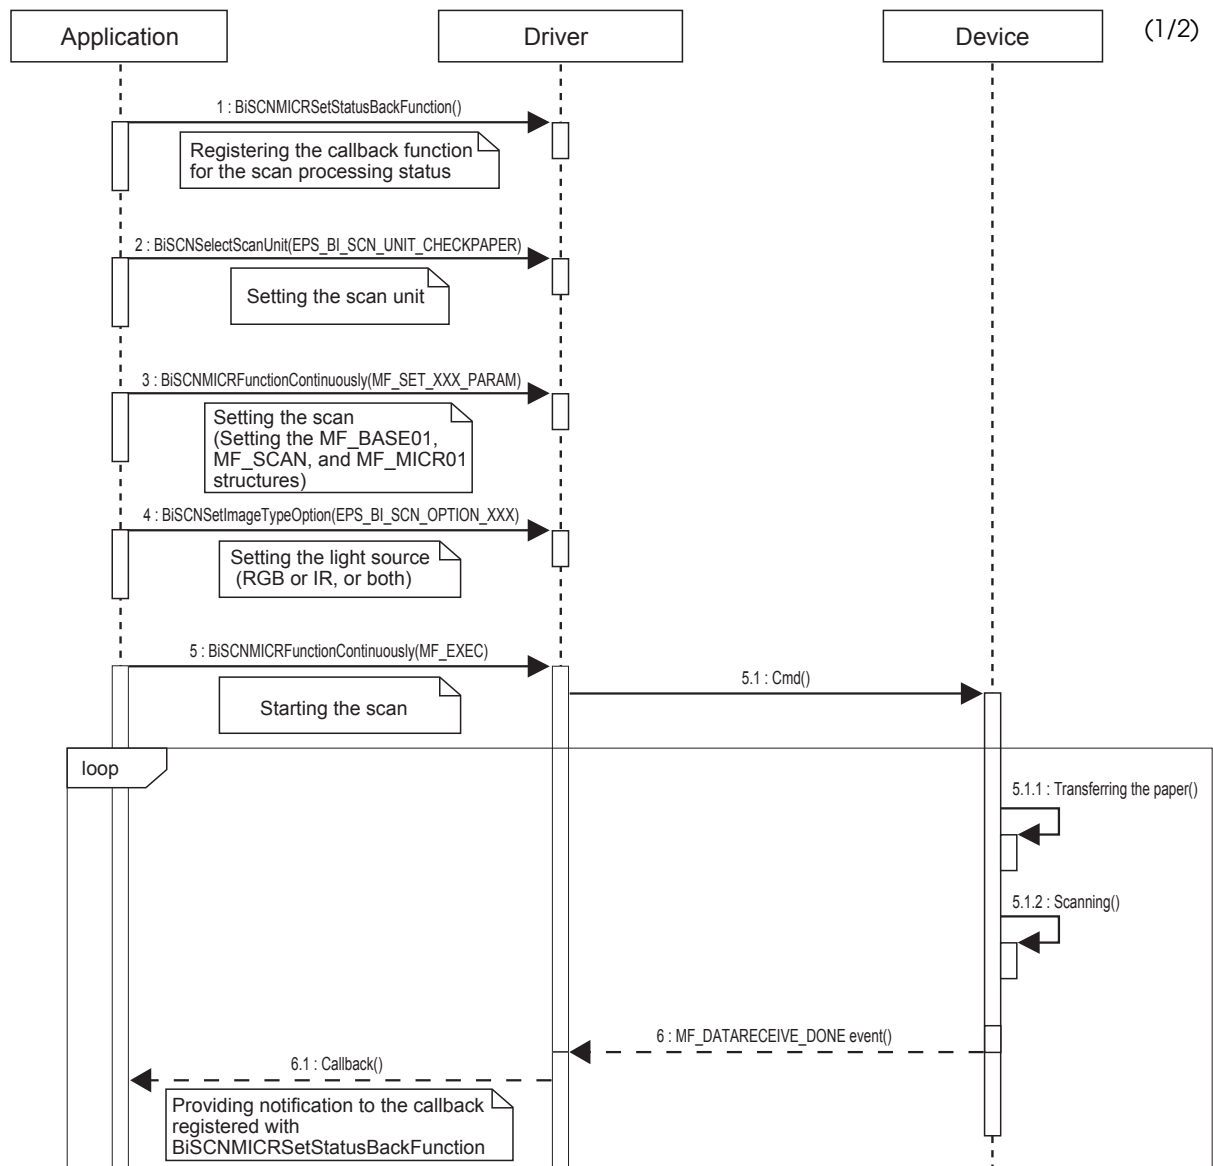 Application
Driver
Device
(1/2)
1 : BiSCNMICRSetStatusBackFunction()
Registering the callback function
for the scan processing status
2 : BiSCNSelectScanUnit(EPS_BI_SCN_UNIT_CHECKPAPER)
Setting the scan unit
3 : BiSCNMICRFunctionContinuously(MF_SET_XXX_PARAM)
Setting the scan
(Setting the MF_BASE01,
MF_SCAN, and MF_MICR01
structures)
4 : BiSCNSetImageTypeOption(EPS_BI_SCN_OPTION_XXX)
Setting the light source
(RGB or IR, or both)
5 : BiSCNMICRFunctionContinuously(MF_EXEC)
5.1 : Cmd()
Starting the scan
loop
5.1.1 : Transferring the paper()
5.1.2 : Scanning()
6 : MF_DATARECEIVE_DONE event()
6.1 : Callback()
Providing notification to the callback
registered with
BiSCNMICRSetStatusBackFunction